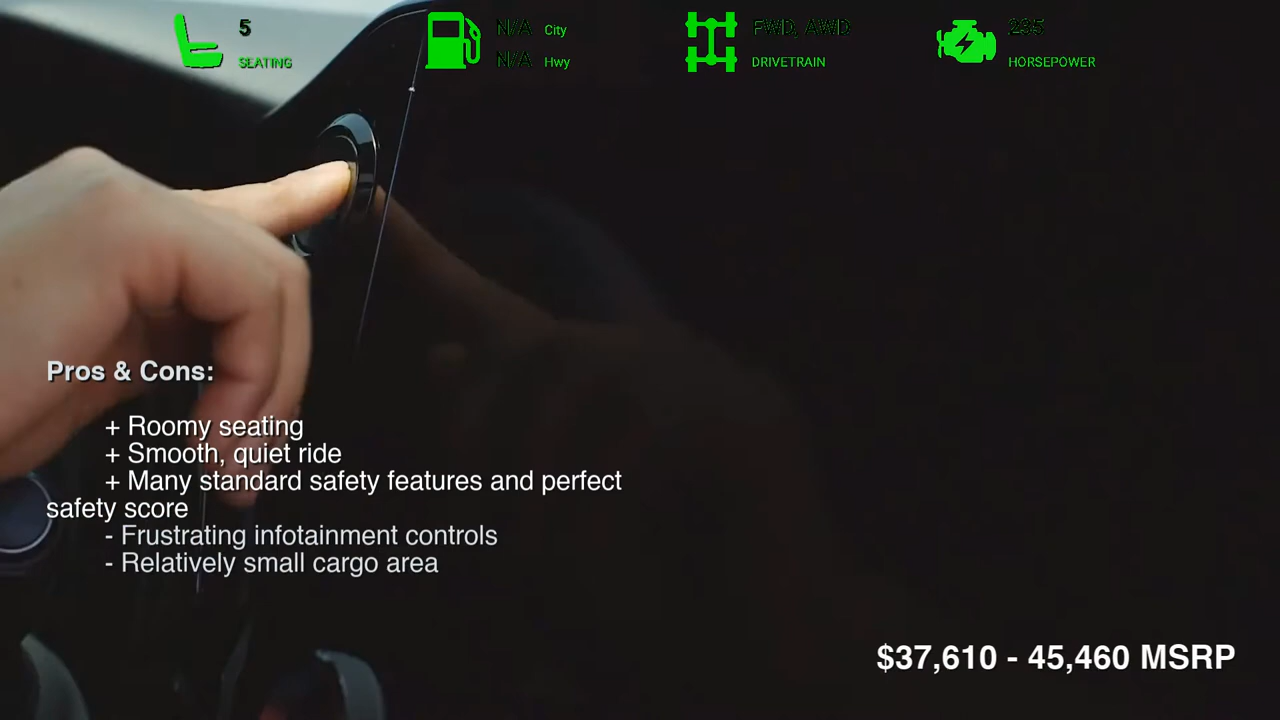 5
SEATING
N/A City
N/A Hwy
FWD, AWD
DRIVETRAIN
235
HORSEPOWER
Pros & Cons:
+ Roomy seating
+ Smooth, quiet ride
+ Many standard safety features and perfect
safety score
- Frustrating infotainment controls
- Relatively small cargo area
$37,610 - 45,460 MSRP